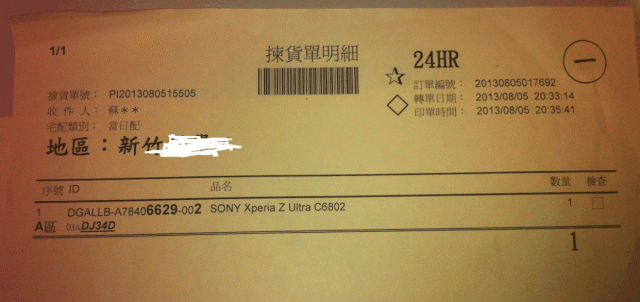 1/1
揀貨單明細
24HR
一
撿貨單號： PI2013080515505
收 件 人： 蘇＊＊
宅配類別： 當日配
地區：新竹
訂單編號： 20130805017692
轉單日期： 2013/08/05 20:33:14
印單時間： 2013/08/05 20:35:41
序號 ID 品名 數量 檢查
1 DGALLB-A78406629-002 SONY Xperia Z Ultra C6802 1
A區 03A DJ34D
1